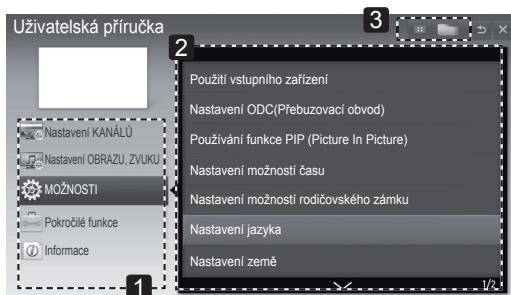 Uživatelská příručka
3
2
Použití vstupního zařízení
Nastavení ODC(Přebuzovací obvod)
Používání funkce PIP (Picture In Picture)
Nastavení možností času
Nastavení možností rodičovského zámku
Nastavení jazyka
Nastavení země
1/2
Nastavení KANÁLŮ
Nastavení OBRAZU, ZVUKU
MOŽNOSTI
Pokročilé funkce
Informace
1